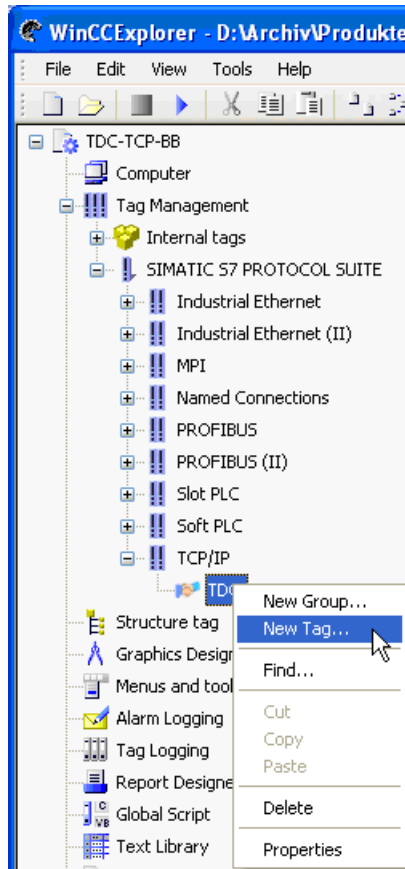 WinCCExplorer - D:\Archiv\Produkte
File Edit View Tools Help
TDC-TCP-BB
Computer
Tag Management
Internal tags
SIMATIC S7 PROTOCOL SUITE
Industrial Ethernet
Industrial Ethernet (II)
MPI
Named Connections
PROFIBUS
PROFIBUS (II)
Slot PLC
Soft PLC
TCP/IP
TDC
New Group...
New Tag...
Find...
Cut
Copy
Paste
Delete
Properties
Structure tag
Graphics Design
Menus and tool
Alarm Logging
Tag Logging
Report Designe
Global Script
Text Library